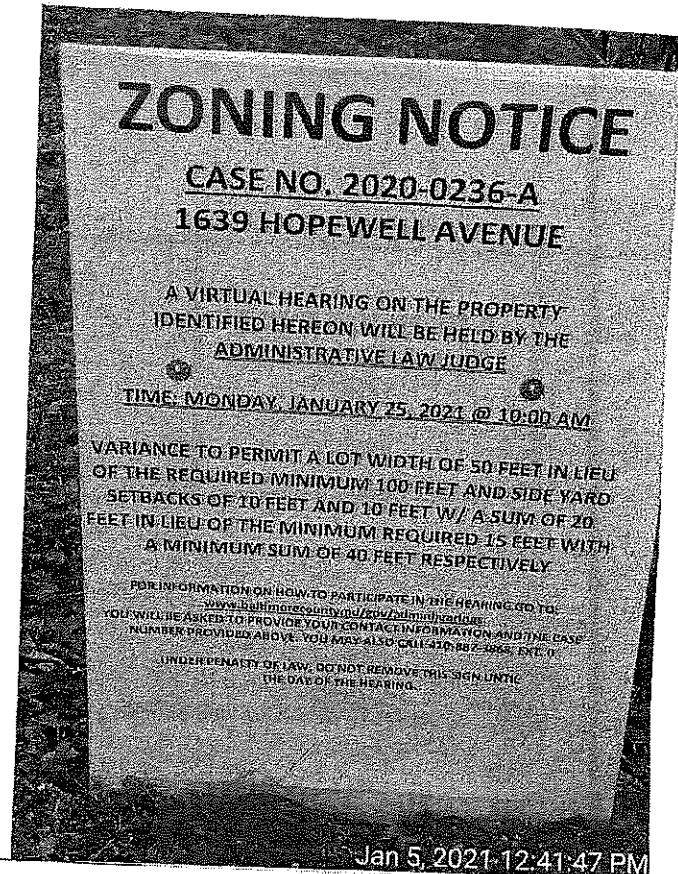 ZONING NOTICE
CASE NO. 2020-0236-A
1639 HOPEWELL AVENUE
A VIRTUAL HEARING ON THE PROPERTY
IDENTIFIED HEREON WILL BE HELD BY THE
ADMINISTRATIVE LAW JUDGE
TIME: MONDAY, JANUARY 25, 2021 @ 10:00 AM
VARIANCE TO PERMIT A LOT WIDTH OF 50 FEET IN LIEU
OF THE REQUIRED MINIMUM 100 FEET AND SIDE YARD
SETBACKS OF 10 FEET AND 10 FEET W/ A SUM OF 20
FEET IN LIEU OF THE MINIMUM REQUIRED 15 FEET WITH
A MINIMUM SUM OF 40 FEET RESPECTIVELY
FOR INFORMATION ON HOW TO PARTICIPATE IN THE HEARING GO TO:
YOU WILL BE ASKED TO PROVIDE YOUR CONTACT INFORMATION AND THE CASE
NUMBER PROVIDED ABOVE. YOU MAY ALSO CALL 410-887-3868, EXT. 0
UNDER PENALTY OF LAW, DO NOT REMOVE THIS SIGN UNTIL
THE DAY OF THE HEARING.
Jan 5, 2021 12:41:47 PM